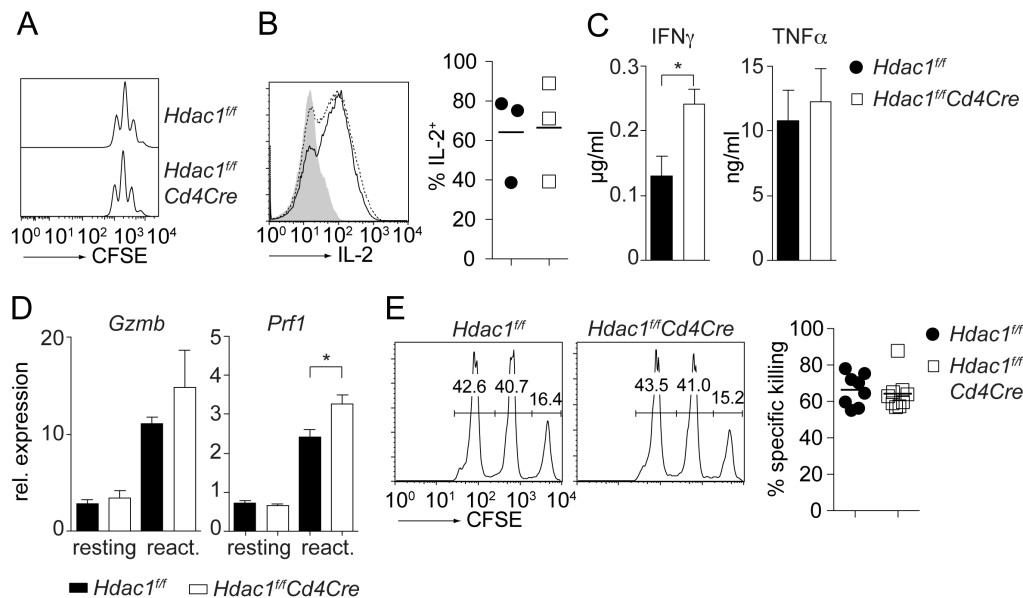 A
Hdac1f/f
Hdac1f/f
Cd4Cre
10⁰ 10¹ 10² 10³ 10⁴
CFSE
B
10⁰ 10¹ 10² 10³ 10⁴
IL-2
% IL-2⁺
100
80
60
40
20
0
C
IFNγ
µg/ml
0.3
0.2
0.1
0
*
TNFα
ng/ml
15
10
5
0
Hdac1f/f
Hdac1f/fCd4Cre
D
Gzmb
rel. expression
20
10
0
resting react.
Prf1
5
4
3
2
1
0
*
resting react.
Hdac1f/f Hdac1f/fCd4Cre
E
Hdac1f/f
42.6 40.7
16.4
10⁰ 10² 10³ 10⁴
CFSE
Hdac1f/fCd4Cre
43.5 41.0
15.2
10⁰ 10² 10³ 10⁴
% specific killing
100
80
60
40
20
0
Hdac1f/f
Hdac1f/f
Cd4Cre